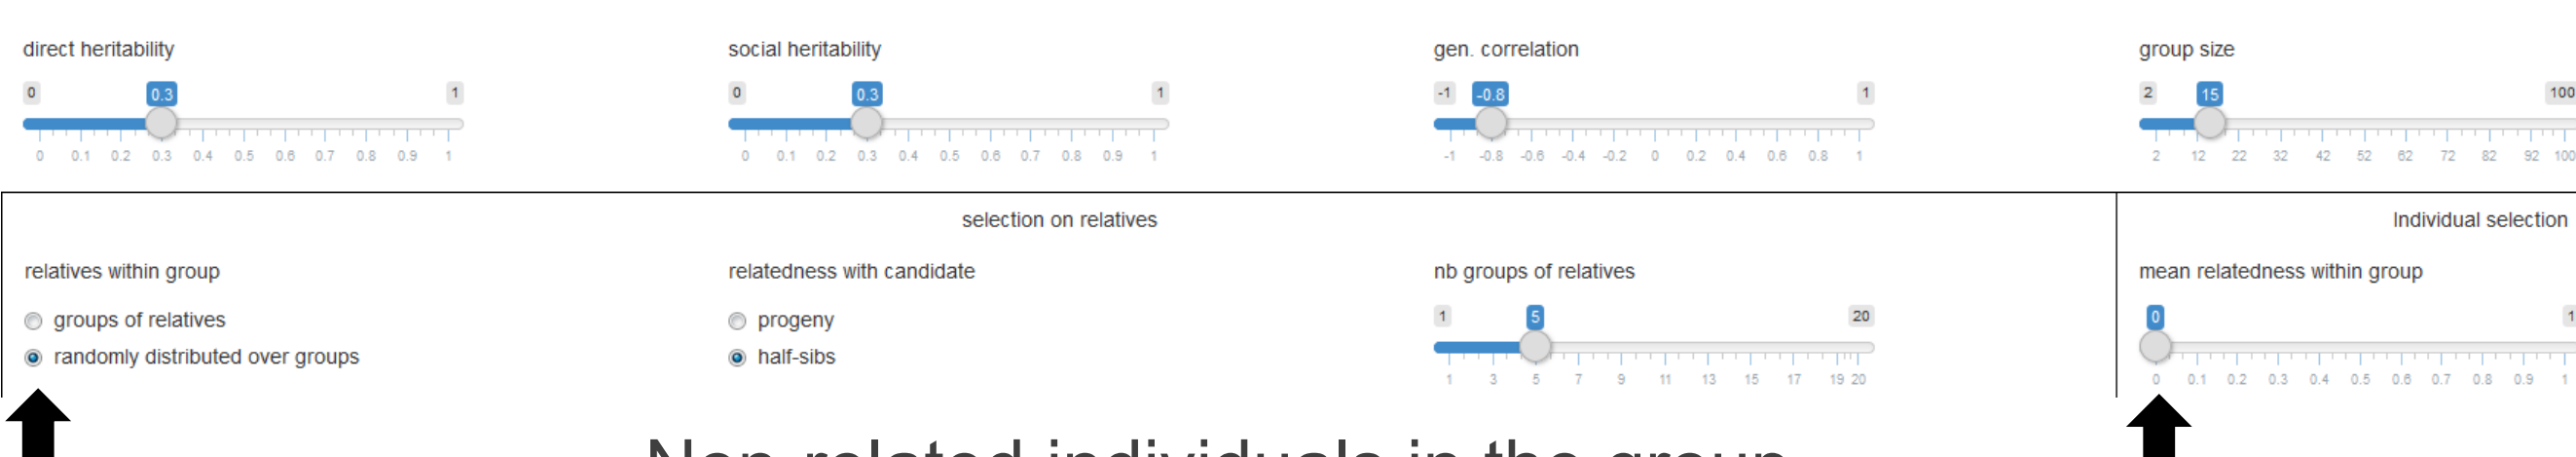 direct heritability
social heritability
gen. correlation
group size
0 0.3 1
0 0.3 1
-1 -0.8 1
2 15 100
0 0.1 0.2 0.3 0.4 0.5 0.6 0.7 0.8 0.9 1
0 0.1 0.2 0.3 0.4 0.5 0.6 0.7 0.8 0.9 1
-1 -0.8 -0.6 -0.4 -0.2 0 0.2 0.4 0.6 0.8 1
2 12 22 32 42 52 62 72 82 92 100
selection on relatives
Individual selection
relatives within group
relatedness with candidate
nb groups of relatives
mean relatedness within group
groups of relatives
progeny
1 5 20
0 1
randomly distributed over groups
half-sibs
1 3 5 7 9 11 13 15 17 19 20
0 0.1 0.2 0.3 0.4 0.5 0.6 0.7 0.8 0.9 1
Non-related individuals in the group